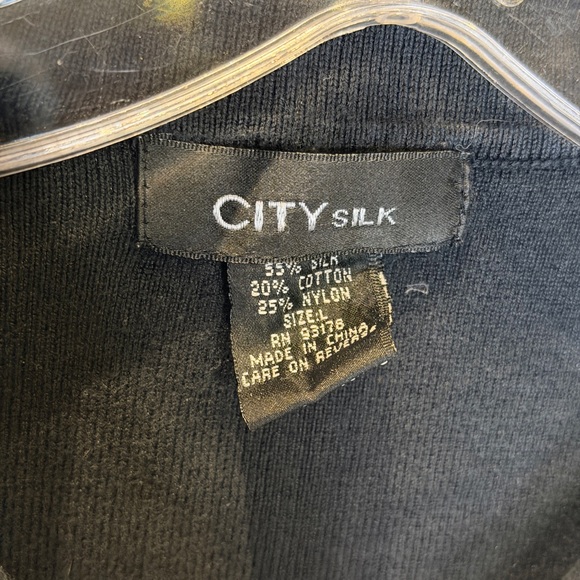 CITY SILK
55% SILK
20% COTTON
25% NYLON
SIZE:L
RN 93178
MADE IN CHINA
CARE ON REVERSE